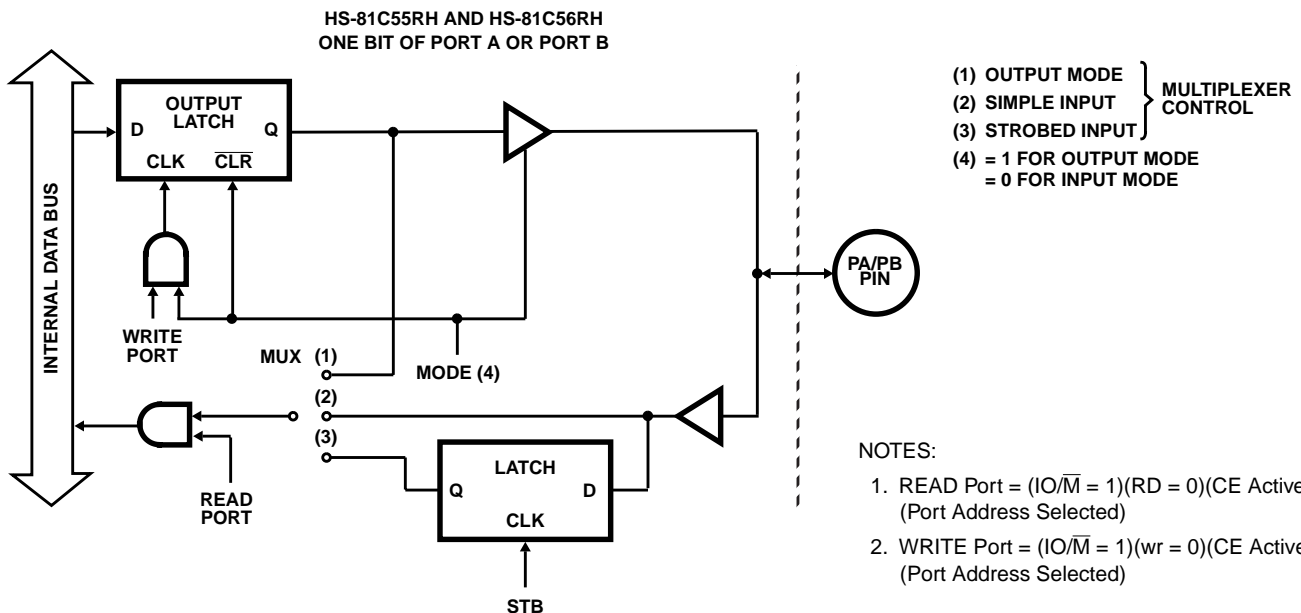 HS-81C55RH AND HS-81C56RH
ONE BIT OF PORT A OR PORT B
INTERNAL DATA BUS
OUTPUT
LATCH
D
Q
CLK
C̅L̅R̅
WRITE
PORT
MUX
(1)
(2)
(3)
MODE (4)
READ
PORT
LATCH
Q
D
CLK
STB
PA/PB
PIN
(1) OUTPUT MODE
(2) SIMPLE INPUT
(3) STROBED INPUT
MULTIPLEXER
CONTROL
(4) = 1 FOR OUTPUT MODE
= 0 FOR INPUT MODE
NOTES:
1. READ Port = (IO/M̅ = 1)(RD = 0)(CE Active
(Port Address Selected)
2. WRITE Port = (IO/M̅ = 1)(wr = 0)(CE Active
(Port Address Selected)